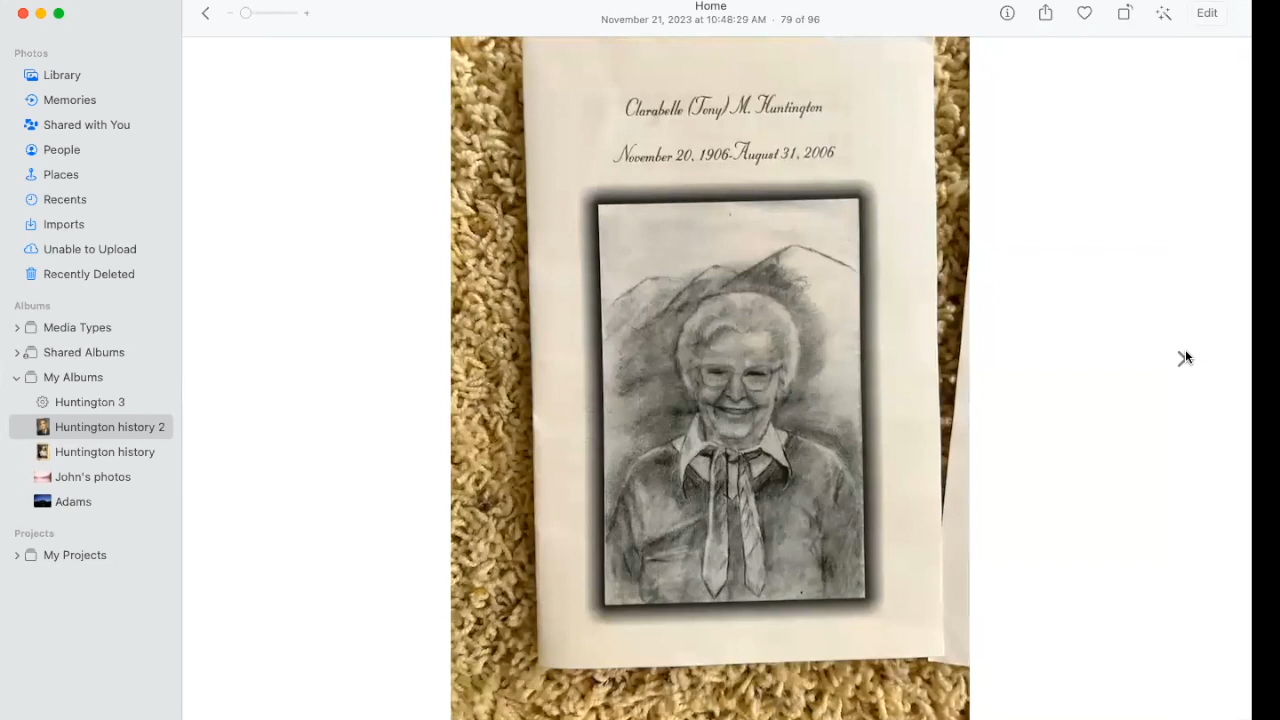 Home
November 21, 2023 at 10:48:29 AM · 79 of 96
Edit
Photos
Library
Memories
Shared with You
People
Places
Recents
Imports
Unable to Upload
Recently Deleted
Albums
Media Types
Shared Albums
My Albums
Huntington 3
Huntington history 2
Huntington history
John's photos
Adams
Projects
My Projects
Clarabelle (Tony) M. Huntington
November 20, 1906-August 31, 2006